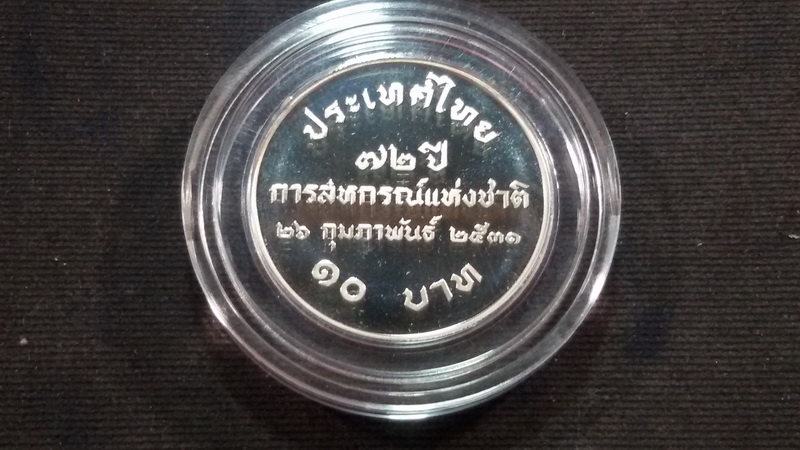 ประเทศไทย
๗๒ ปี
การสหกรณ์แห่งชาติ
๒๖ กุมภาพันธ์ ๒๕๓๑
๑๐ บาท